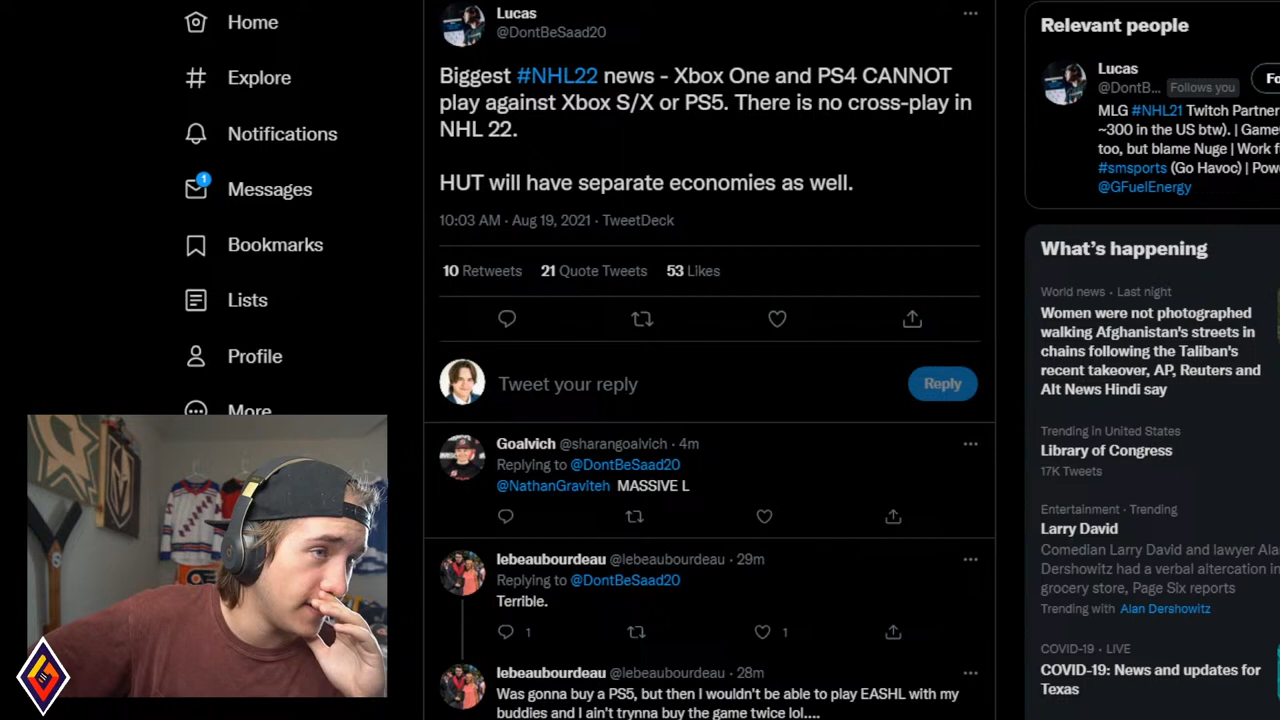 Home
Explore
Notifications
1
Messages
Bookmarks
Lists
Profile
More
Lucas
@DontBeSaad20
Biggest #NHL22 news - Xbox One and PS4 CANNOT
play against Xbox S/X or PS5. There is no cross-play in
NHL 22.
HUT will have separate economies as well.
10:03 AM · Aug 19, 2021 · TweetDeck
10 Retweets 21 Quote Tweets 53 Likes
Tweet your reply
Reply
Goalvich @sharangoalvich · 4m
Replying to @DontBeSaad20
@NathanGraviteh MASSIVE L
lebeaubourdeau @lebeaubourdeau · 29m
Replying to @DontBeSaad20
Terrible.
1 1
lebeaubourdeau @lebeaubourdeau · 28m
Was gonna buy a PS5, but then I wouldn't be able to play EASHL with my
buddies and I ain't trynna buy the game twice lol....
Relevant people
Lucas
@DontB... Follows you
Fo
MLG #NHL21 Twitch Partner
~300 in the US btw). | Game
too, but blame Nuge | Work f
#smsports (Go Havoc) | Pow
@GFuelEnergy
What's happening
World news · Last night
Women were not photographed
walking Afghanistan's streets in
chains following the Taliban's
recent takeover, AP, Reuters and
Alt News Hindi say
Trending in United States
Library of Congress
17K Tweets
Entertainment · Trending
Larry David
Comedian Larry David and lawyer Ala
Dershowitz had a verbal altercation in
grocery store, Page Six reports
Trending with Alan Dershowitz
COVID-19 · LIVE
COVID-19: News and updates for
Texas